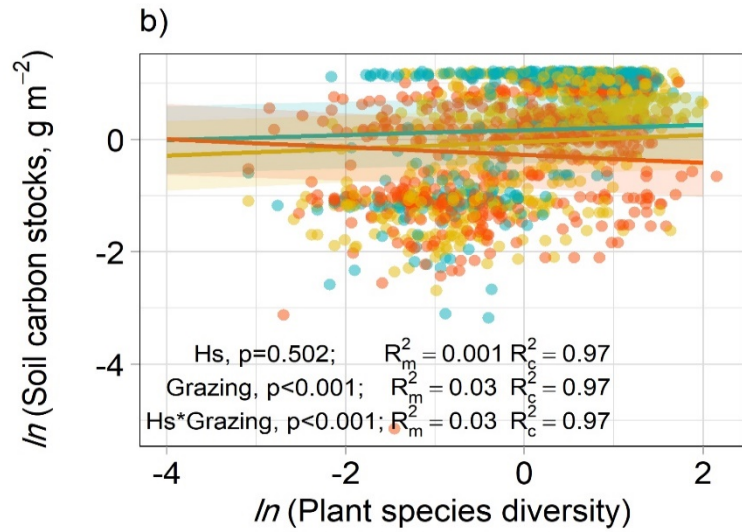 b)
ln (Soil carbon stocks, g m⁻²)
0
-2
-4
Hs, p=0.502; R²m = 0.001 R²c = 0.97
Grazing, p<0.001; R²m = 0.03 R²c = 0.97
Hs*Grazing, p<0.001; R²m = 0.03 R²c = 0.97
-4 -2 0 2
ln (Plant species diversity)